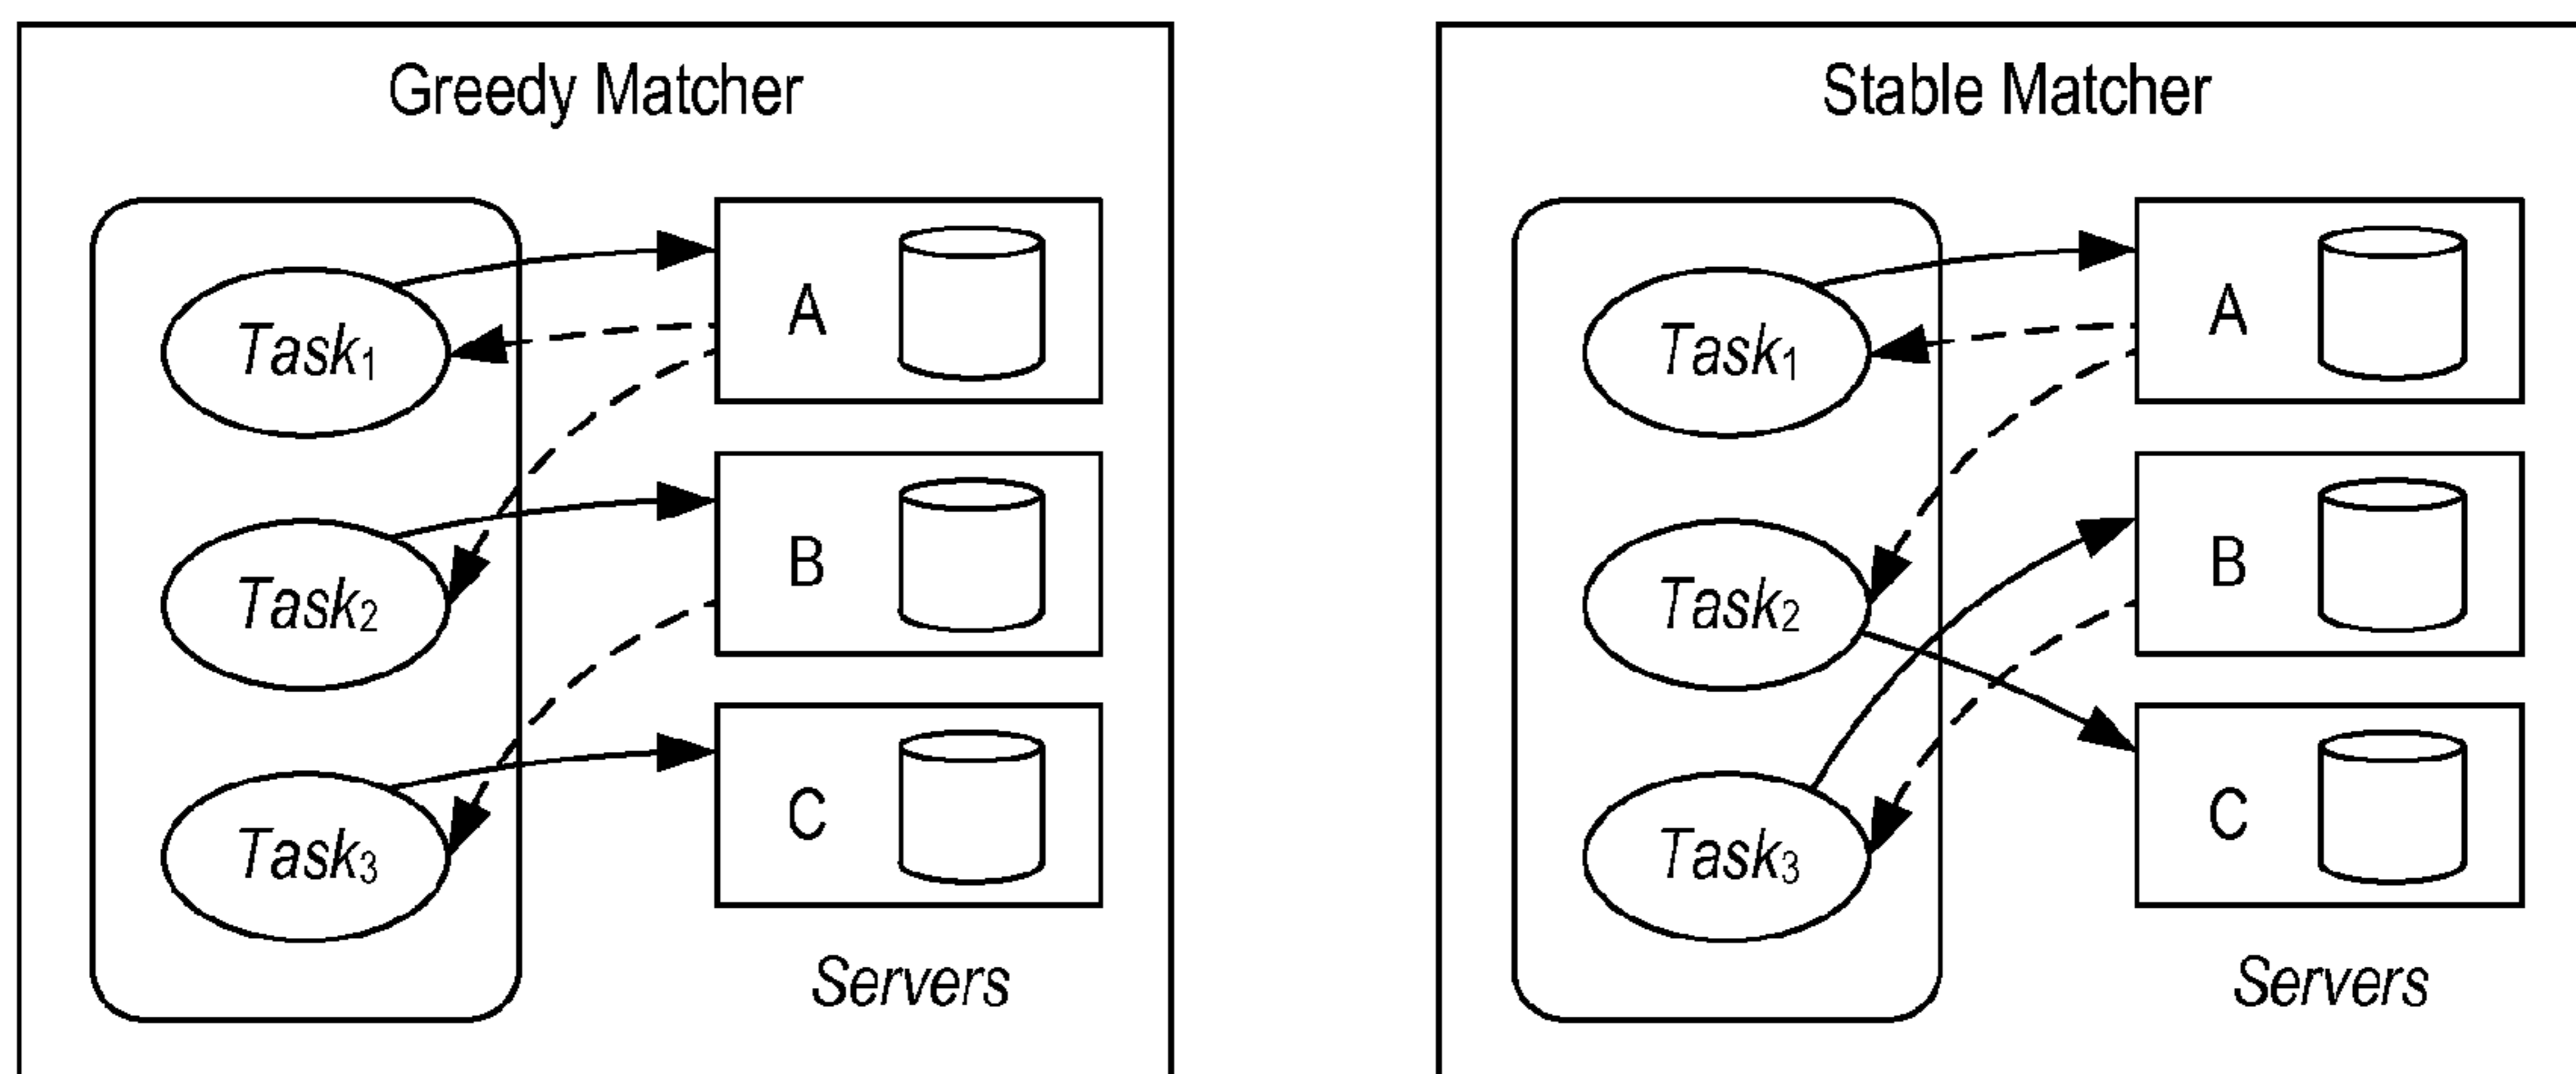 Greedy Matcher
Task₁
A
Task₂
B
Task₃
C
Servers
Stable Matcher
Task₁
A
Task₂
B
Task₃
C
Servers